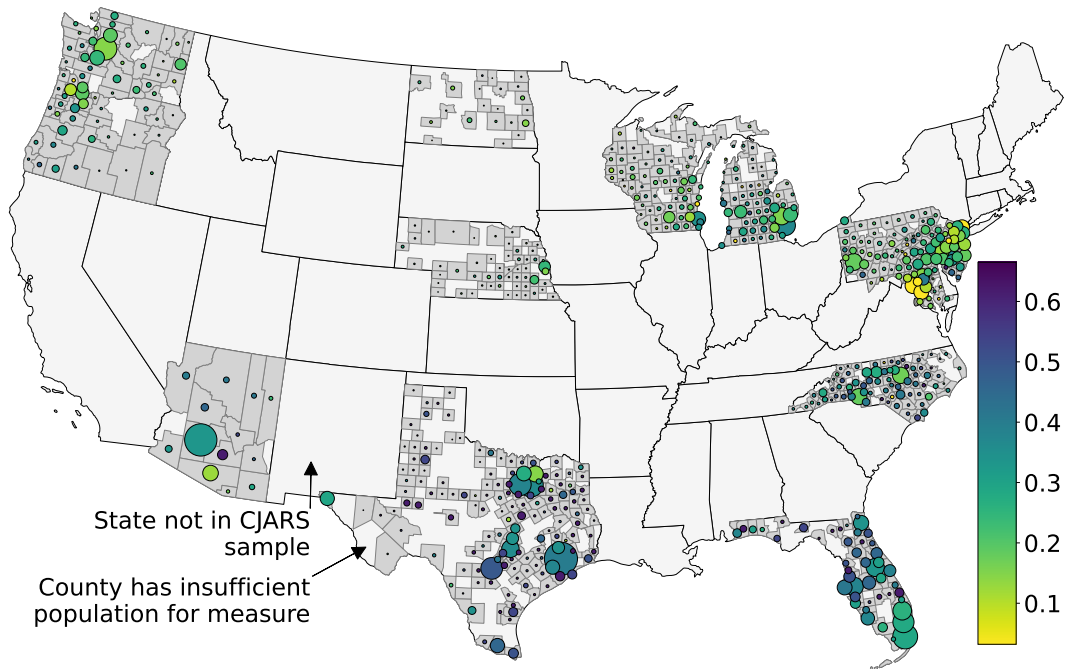 State not in CJARS
sample
County has insufficient
population for measure
0.6
0.5
0.4
0.3
0.2
0.1